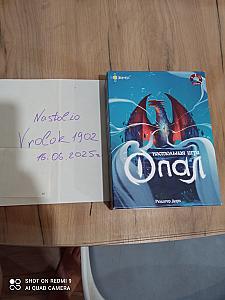 Nastolio
Vrolok 1902
16.06.2025г
НАСТОЛЬНАЯ ИГРА
Опал
SHOT ON REDMI 9
AI QUAD CAMERA